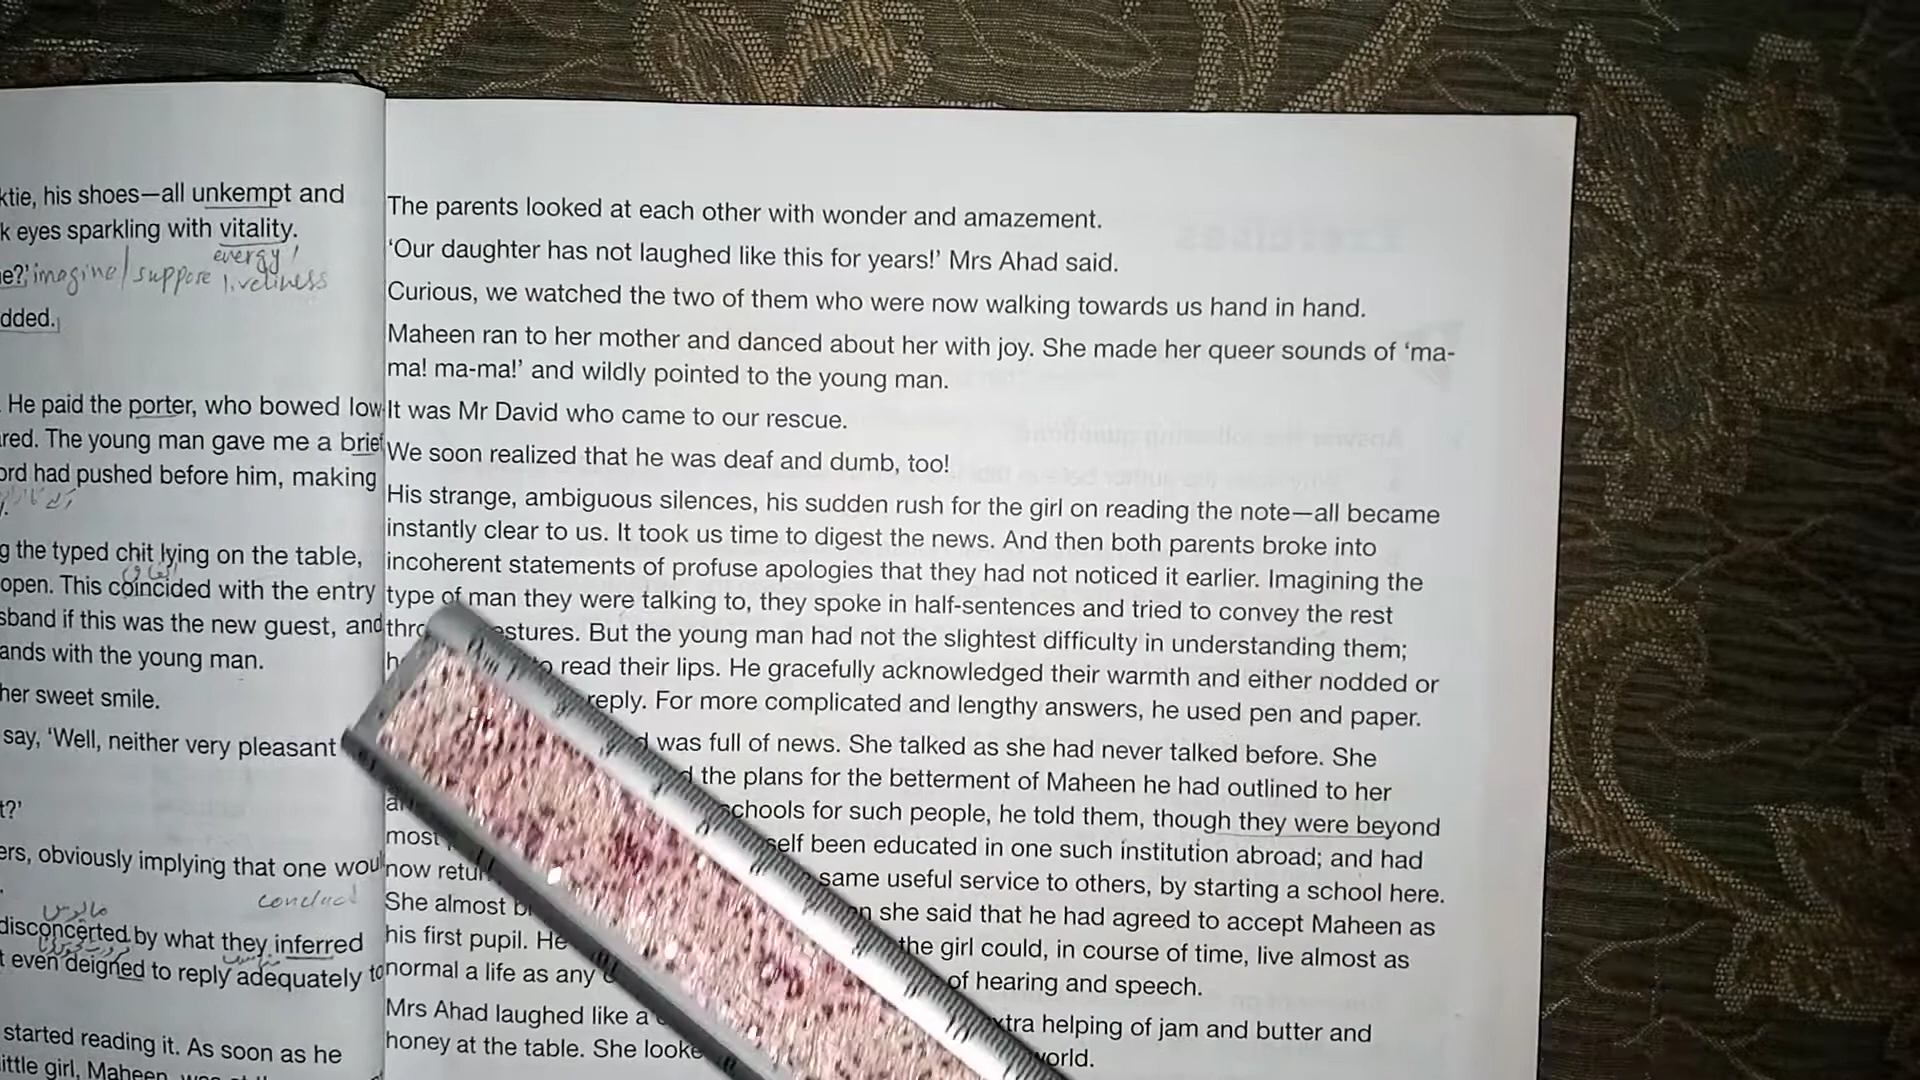 ktie, his shoes—all unkempt and
k eyes sparkling with vitality.
energy/
e?' imagine/suppose liveliness
dded.
He paid the porter, who bowed low
red. The young man gave me a brief
ord had pushed before him, making
g the typed chit lying on the table,
open. This coincided with the entry
sband if this was the new guest, and
ands with the young man.
her sweet smile.
say, 'Well, neither very pleasant
t?'
ers, obviously implying that one woul
conclud
disconcerted by what they inferred
t even deigned to reply adequately to
started reading it. As soon as he
ittle girl, Maheen,
The parents looked at each other with wonder and amazement.
'Our daughter has not laughed like this for years!' Mrs Ahad said.
Curious, we watched the two of them who were now walking towards us hand in hand.
Maheen ran to her mother and danced about her with joy. She made her queer sounds of 'ma-
ma! ma-ma!' and wildly pointed to the young man.
It was Mr David who came to our rescue.
We soon realized that he was deaf and dumb, too!
His strange, ambiguous silences, his sudden rush for the girl on reading the note—all became
instantly clear to us. It took us time to digest the news. And then both parents broke into
incoherent statements of profuse apologies that they had not noticed it earlier. Imagining the
type of man they were talking to, they spoke in half-sentences and tried to convey the rest
thro estures. But the young man had not the slightest difficulty in understanding them;
read their lips. He gracefully acknowledged their warmth and either nodded or
reply. For more complicated and lengthy answers, he used pen and paper.
was full of news. She talked as she had never talked before. She
the plans for the betterment of Maheen he had outlined to her
schools for such people, he told them, though they were beyond
most self been educated in one such institution abroad; and had
now retur same useful service to others, by starting a school here.
She almost she said that he had agreed to accept Maheen as
his first pupil. He the girl could, in course of time, live almost as
normal a life as any of hearing and speech.
Mrs Ahad laughed like a xtra helping of jam and butter and
honey at the table. She looke world.